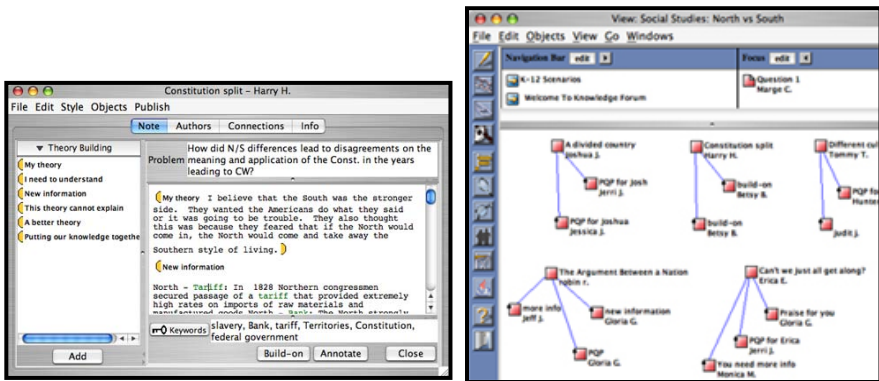 Constitution split – Harry H.
File Edit Style Objects Publish
Note Authors Connections Info
Theory Building
My theory
I need to understand
New information
This theory cannot explain
A better theory
Putting our knowledge togethe
Add
Problem
How did N/S differences lead to disagreements on the
meaning and application of the Const. in the years
leading to CW?
My theory I believe that the South was the stronger
side. They wanted the Americans do what they said
or it was going to be trouble. They also thought
this was because they feared that if the North would
come in, the North would come and take away the
Southern style of living.
New information
North - Tariff: In 1828 Northern congressmen
secured passage of a tariff that provided extremely
high rates on imports of raw materials and
manufactured goods North - Bank: The North strongly
Keywords
slavery, Bank, tariff, Territories, Constitution,
federal government
Build-on Annotate Close
View: Social Studies: North vs South
File Edit Objects View Go Windows
Navigation Bar edit
Focus edit
K-12 Scenarios
Welcome To Knowledge Forum
Question 1
Marge C.
A divided country
Joshua J.
PQP for Josh
Jerri J.
PQP for Joshua
Jessica J.
Constitution split
Harry H.
build-on
Betsy B.
build-on
Betsy B.
Different cul
Tommy T.
PQP fo
Hunter
Judit J.
The Argument Between a Nation
robin r.
more info
Jeff J.
new information
Gloria G.
PQP
Gloria G.
Can't we just all get along?
Erica E.
Praise for you
Gloria G.
PQP for Erica
Jerri J.
You need more info
Monica M.